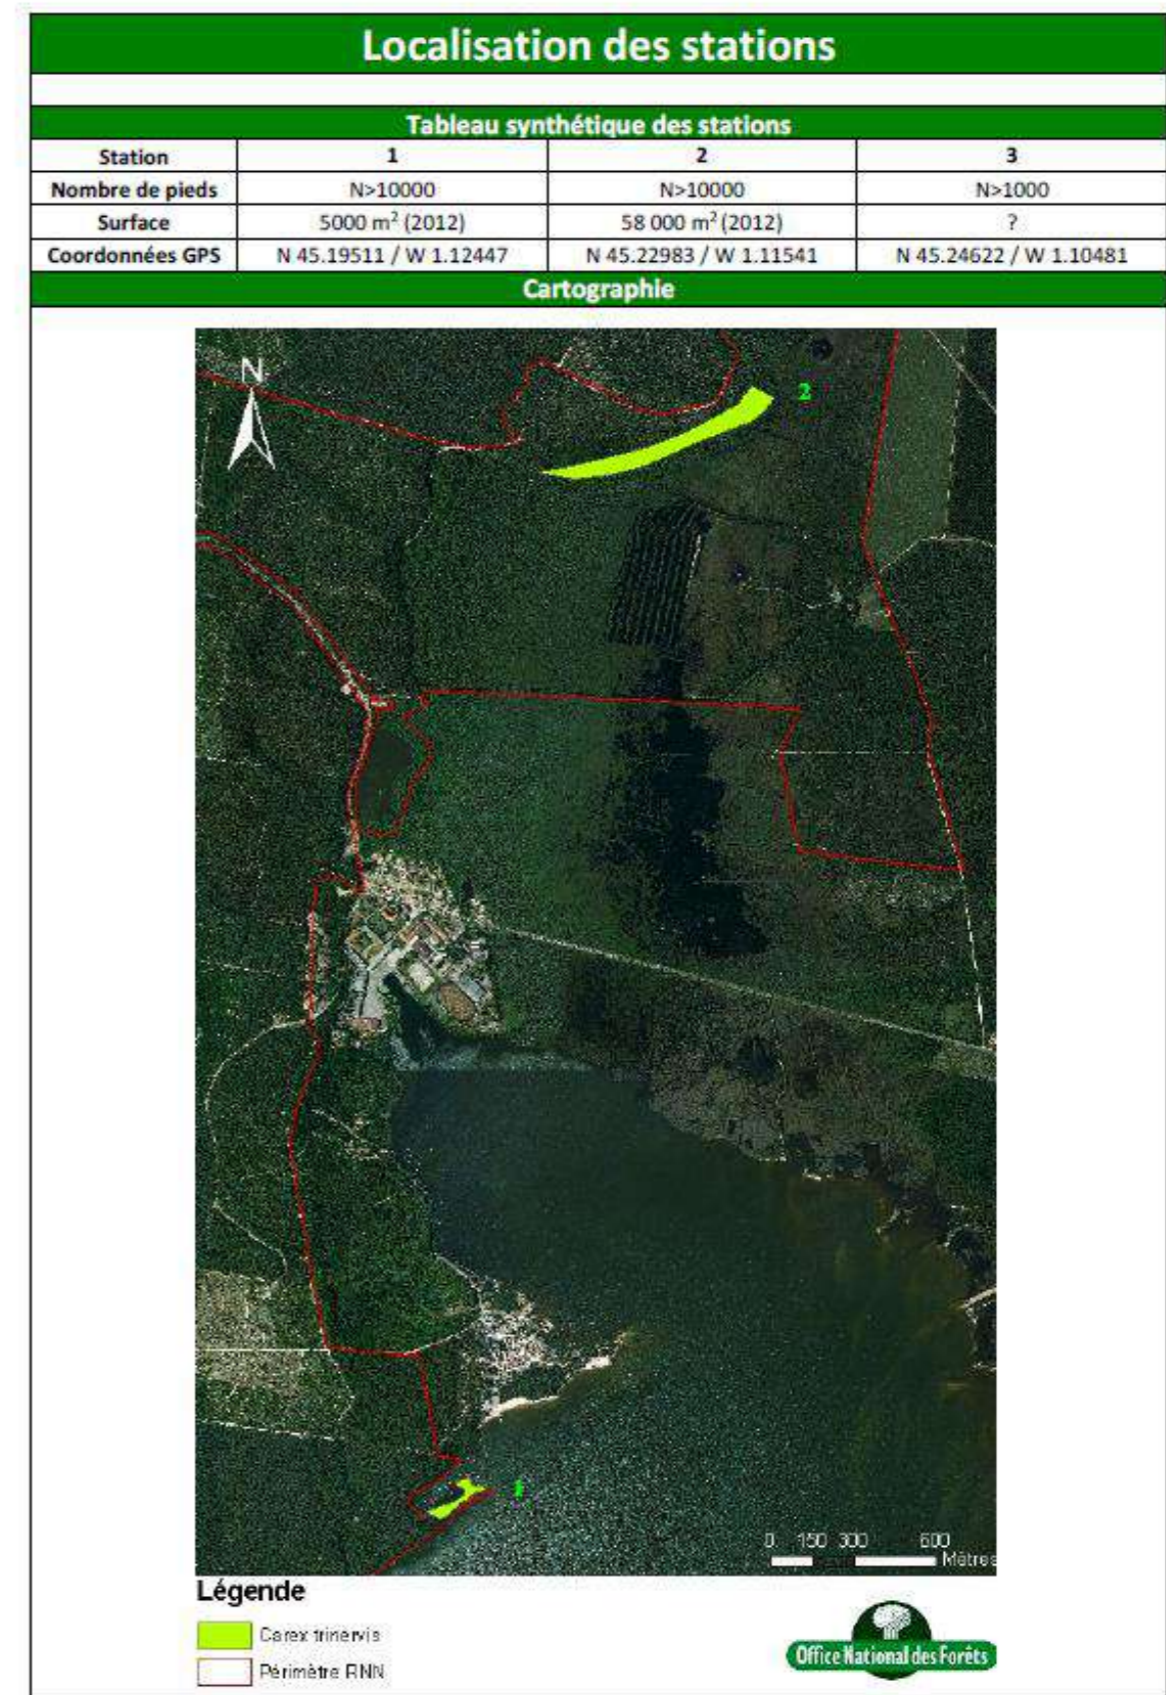 Localisation des stations
Tableau synthétique des stations
Station 1 2 3
Nombre de pieds N>10000 N>10000 N>1000
Surface 5000 m² (2012) 58 000 m² (2012) ?
Coordonnées GPS N 45.19511 / W 1.12447 N 45.22983 / W 1.11541 N 45.24622 / W 1.10481
Cartographie
N
2
1
0 150 300 600
Mètres
Légende
Carex trinervis
Périmètre RNN
Office National des Forêts